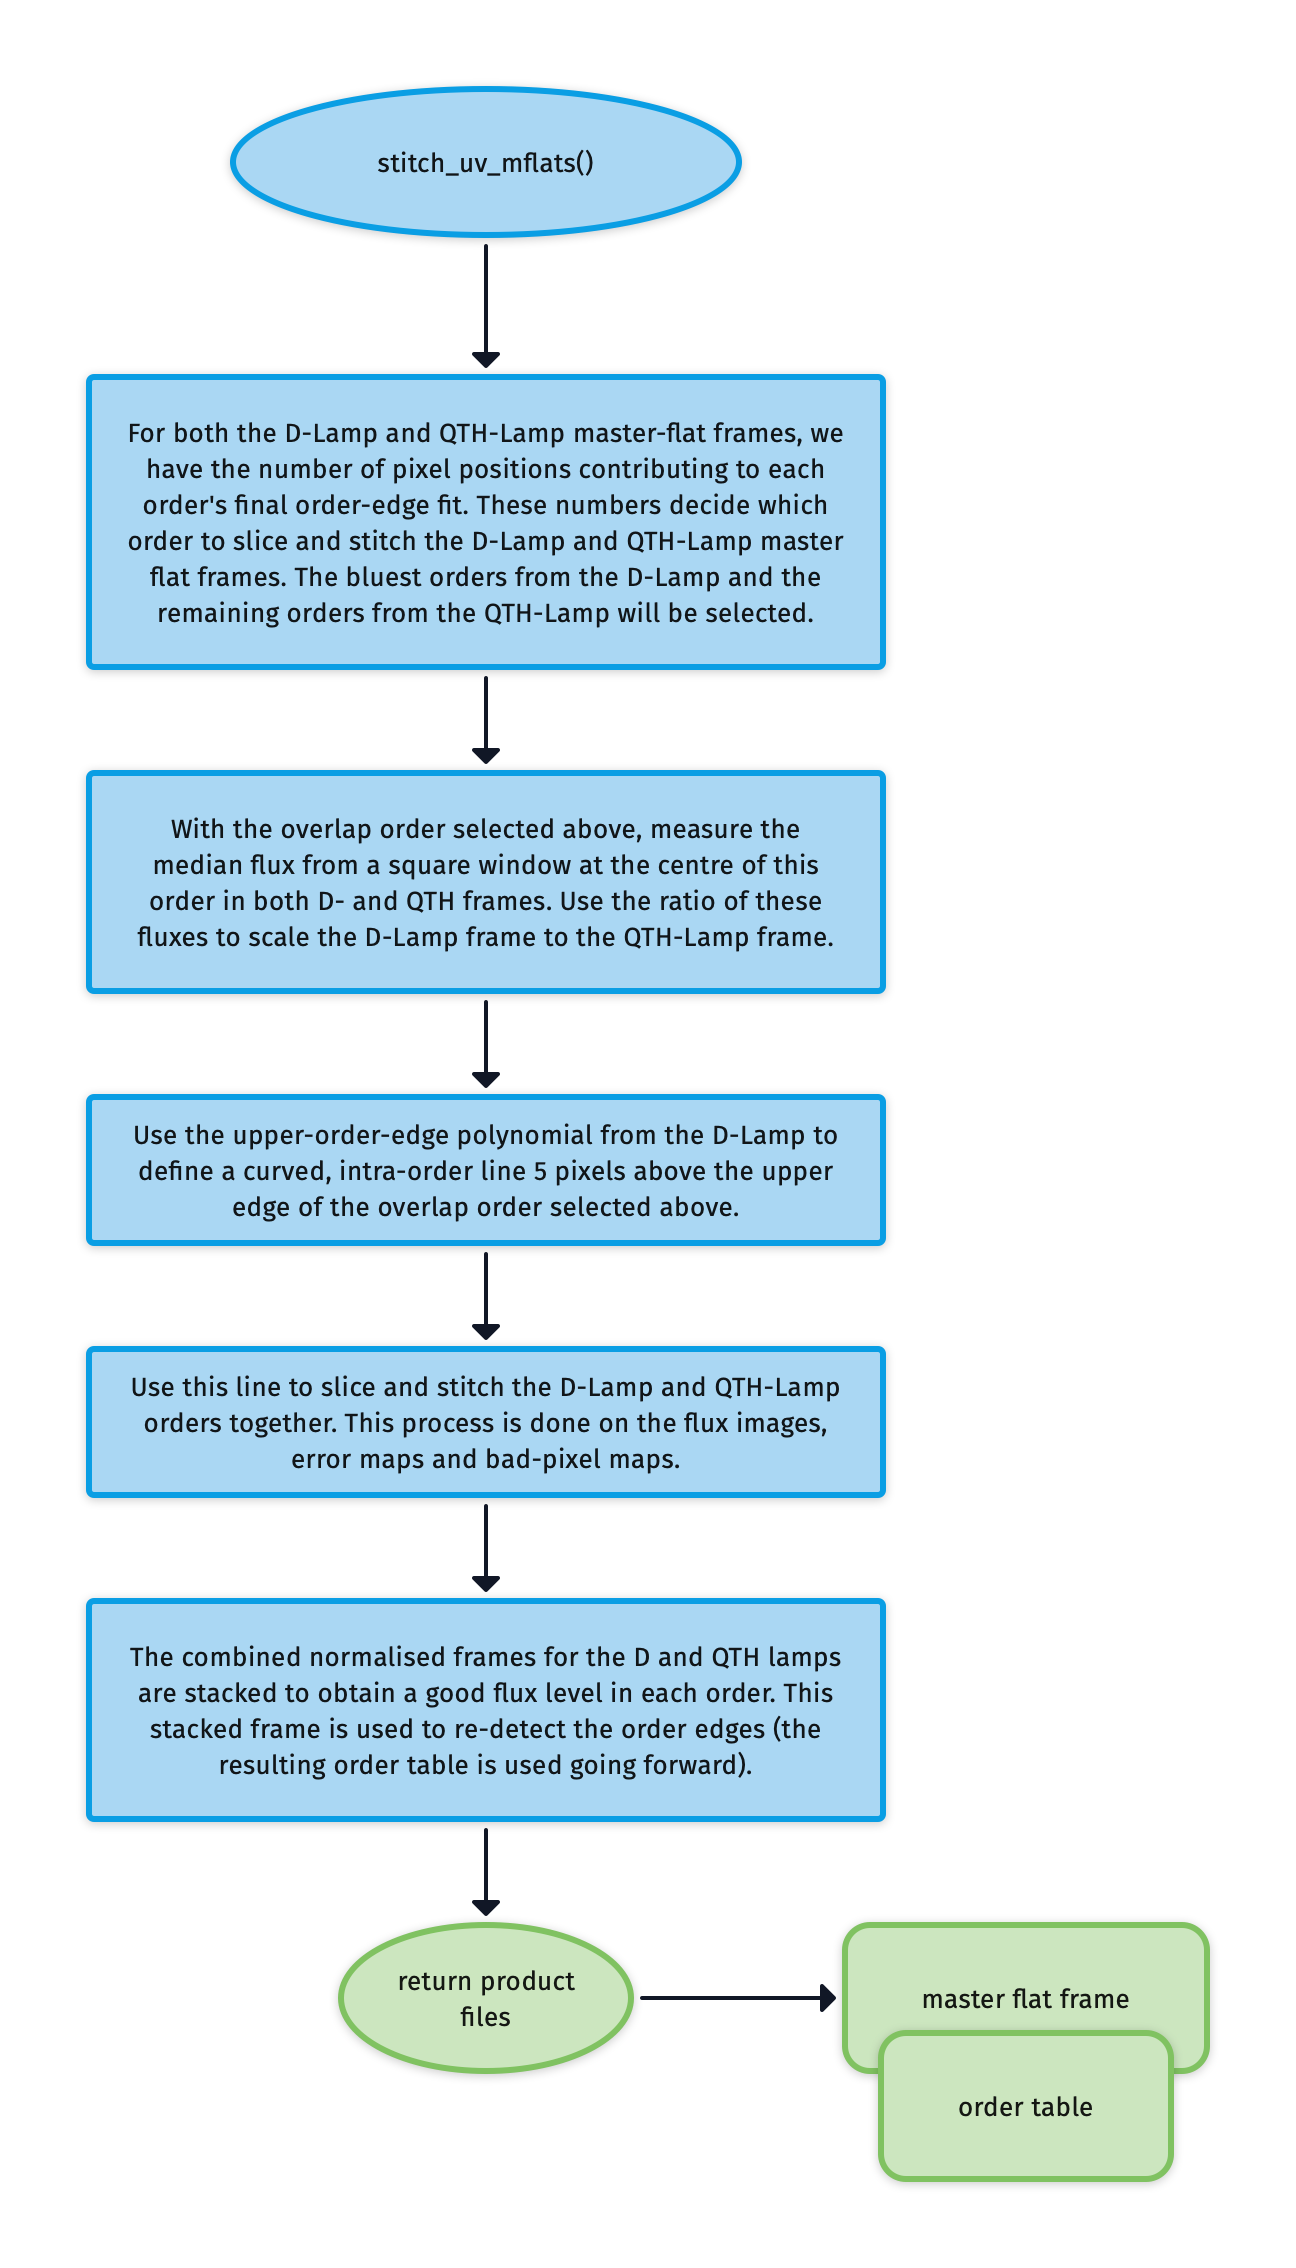 stitch_uv_mflats()
For both the D-Lamp and QTH-Lamp master-flat frames, we
have the number of pixel positions contributing to each
order's final order-edge fit. These numbers decide which
order to slice and stitch the D-Lamp and QTH-Lamp master
flat frames. The bluest orders from the D-Lamp and the
remaining orders from the QTH-Lamp will be selected.
With the overlap order selected above, measure the
median flux from a square window at the centre of this
order in both D- and QTH frames. Use the ratio of these
fluxes to scale the D-Lamp frame to the QTH-Lamp frame.
Use the upper-order-edge polynomial from the D-Lamp to
define a curved, intra-order line 5 pixels above the upper
edge of the overlap order selected above.
Use this line to slice and stitch the D-Lamp and QTH-Lamp
orders together. This process is done on the flux images,
error maps and bad-pixel maps.
The combined normalised frames for the D and QTH lamps
are stacked to obtain a good flux level in each order. This
stacked frame is used to re-detect the order edges (the
resulting order table is used going forward).
return product
files
master flat frame
order table